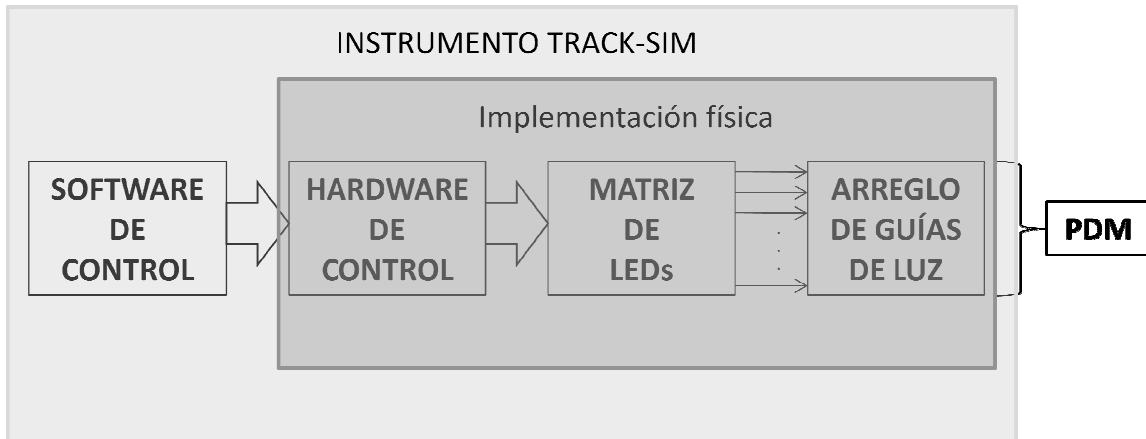 INSTRUMENTO TRACK-SIM
Implementación física
SOFTWARE
DE
CONTROL
HARDWARE
DE
CONTROL
MATRIZ
DE
LEDs
ARREGLO
DE GUÍAS
DE LUZ
PDM